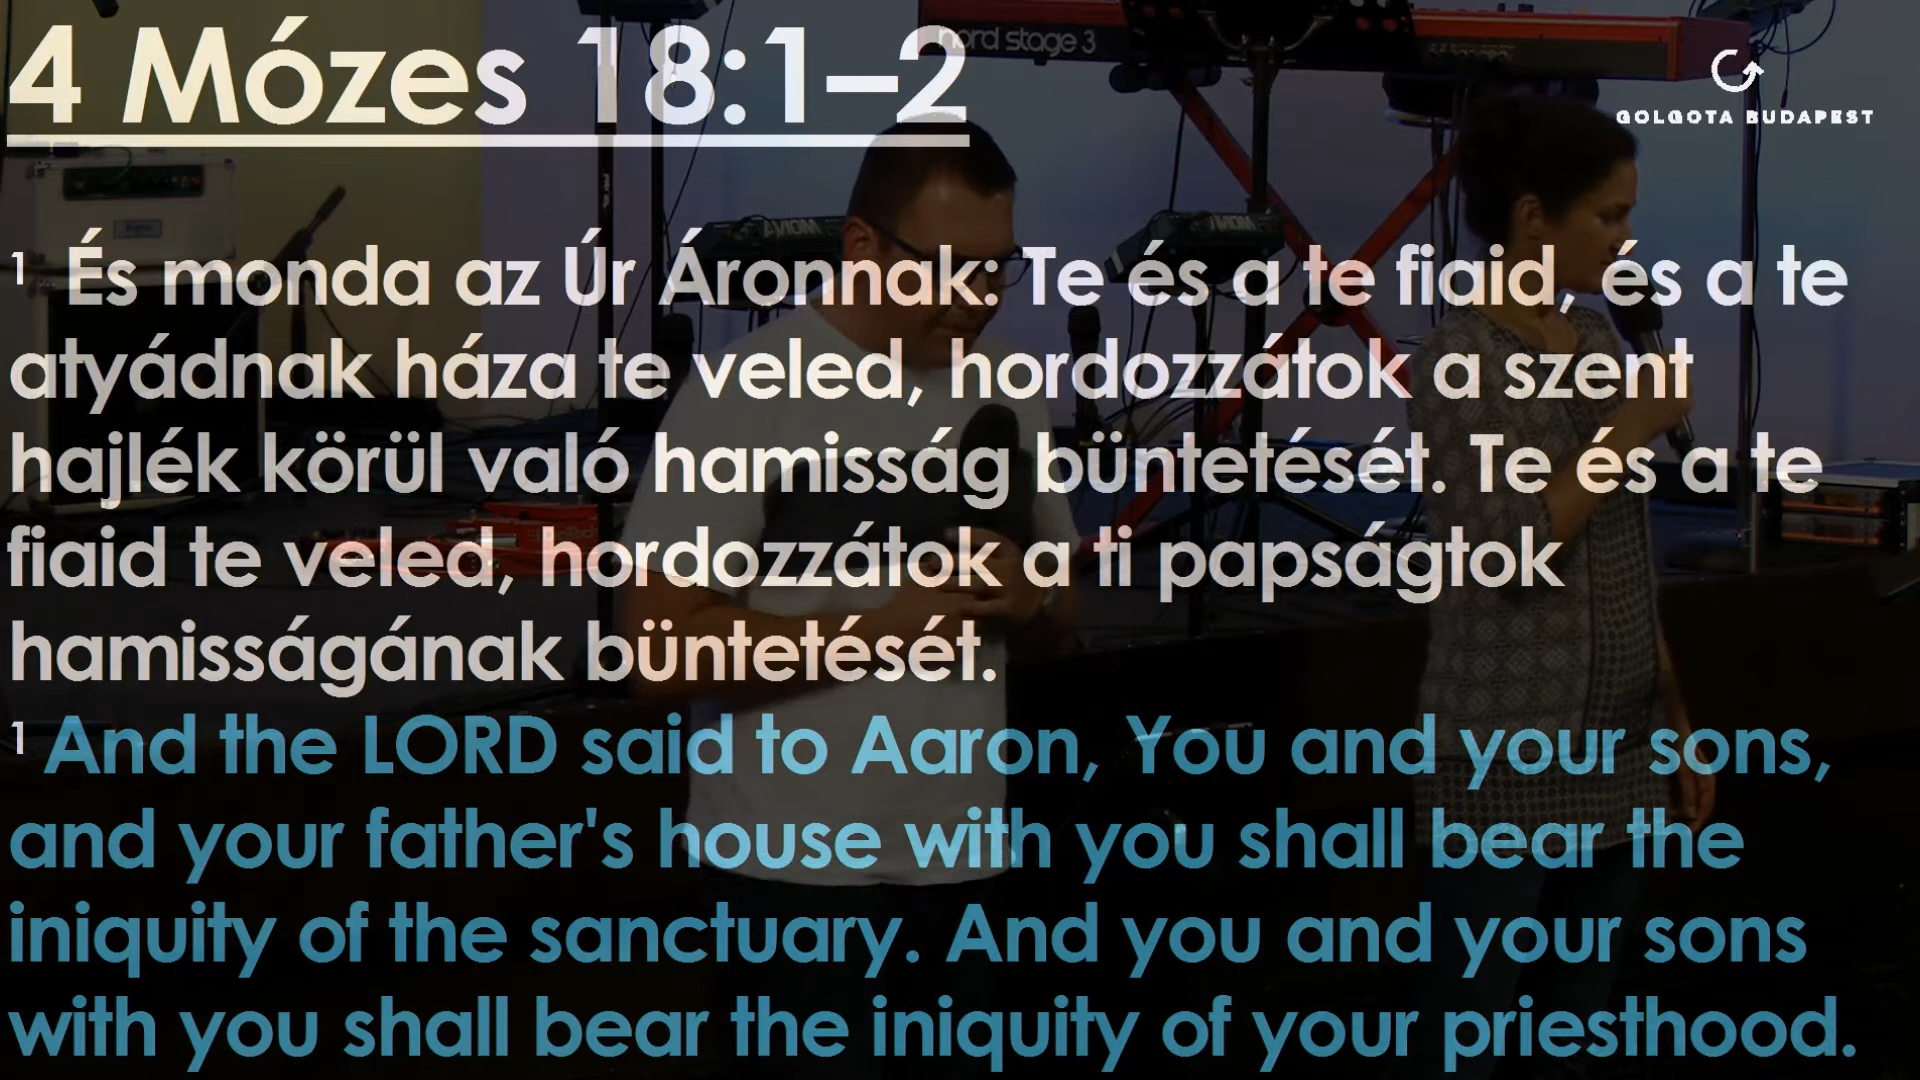 4 Mózes 18:1–2
nord stage 3
GOLGOTA BUDAPEST
AVIOM
AVIOM
1 És monda az Úr Áronnak: Te és a te fiaid, és a te
atyádnak háza te veled, hordozzátok a szent
hajlék körül való hamisság büntetését. Te és a te
fiaid te veled, hordozzátok a ti papságtok
hamisságának büntetését.
1 And the LORD said to Aaron, You and your sons,
and your father's house with you shall bear the
iniquity of the sanctuary. And you and your sons
with you shall bear the iniquity of your priesthood.